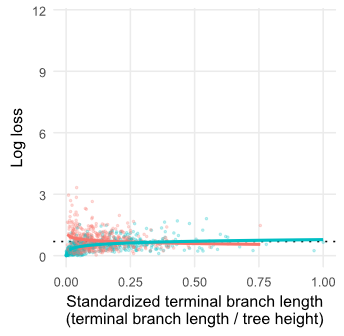 12
9
6
3
0
Log loss
0.00 0.25 0.50 0.75 1.00
Standardized terminal branch length
(terminal branch length / tree height)